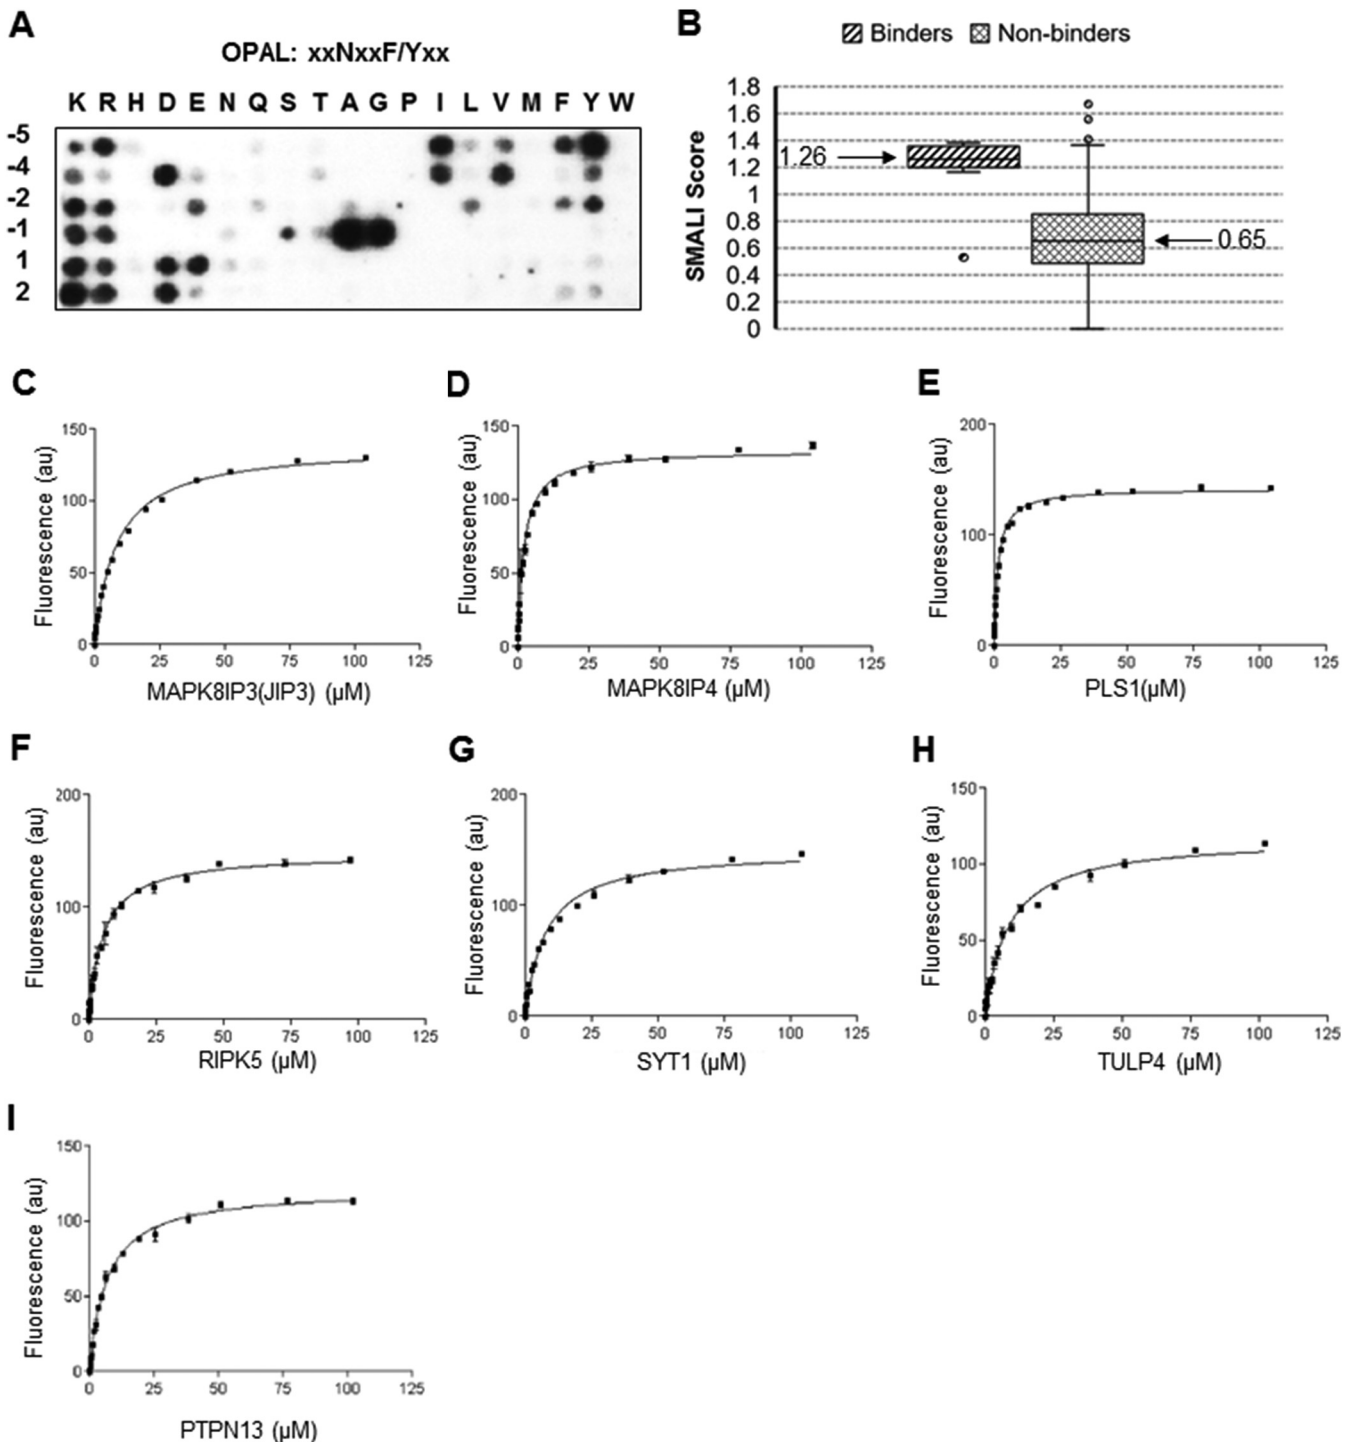 A
OPAL: xxNxxF/Yxx
K R H D E N Q S T A G P I L V M F Y W
-5
-4
-2
-1
1
2
B
Binders Non-binders
SMALI Score
1.8
1.6
1.4
1.2
1
0.8
0.6
0.4
0.2
0
1.26
0.65
C
Fluorescence (au)
150
100
50
0
0 25 50 75 100 125
MAPK8IP3(JIP3) (µM)
D
Fluorescence (au)
150
100
50
0
0 25 50 75 100 125
MAPK8IP4 (µM)
E
Fluorescence (au)
200
100
0
0 25 50 75 100 125
PLS1(µM)
F
Fluorescence (au)
200
100
0
0 25 50 75 100 125
RIPK5 (µM)
G
Fluorescence (au)
200
100
0
0 25 50 75 100 125
SYT1 (µM)
H
Fluorescence (au)
150
100
50
0
0 25 50 75 100 125
TULP4 (µM)
I
Fluorescence (au)
150
100
50
0
0 25 50 75 100 125
PTPN13 (µM)